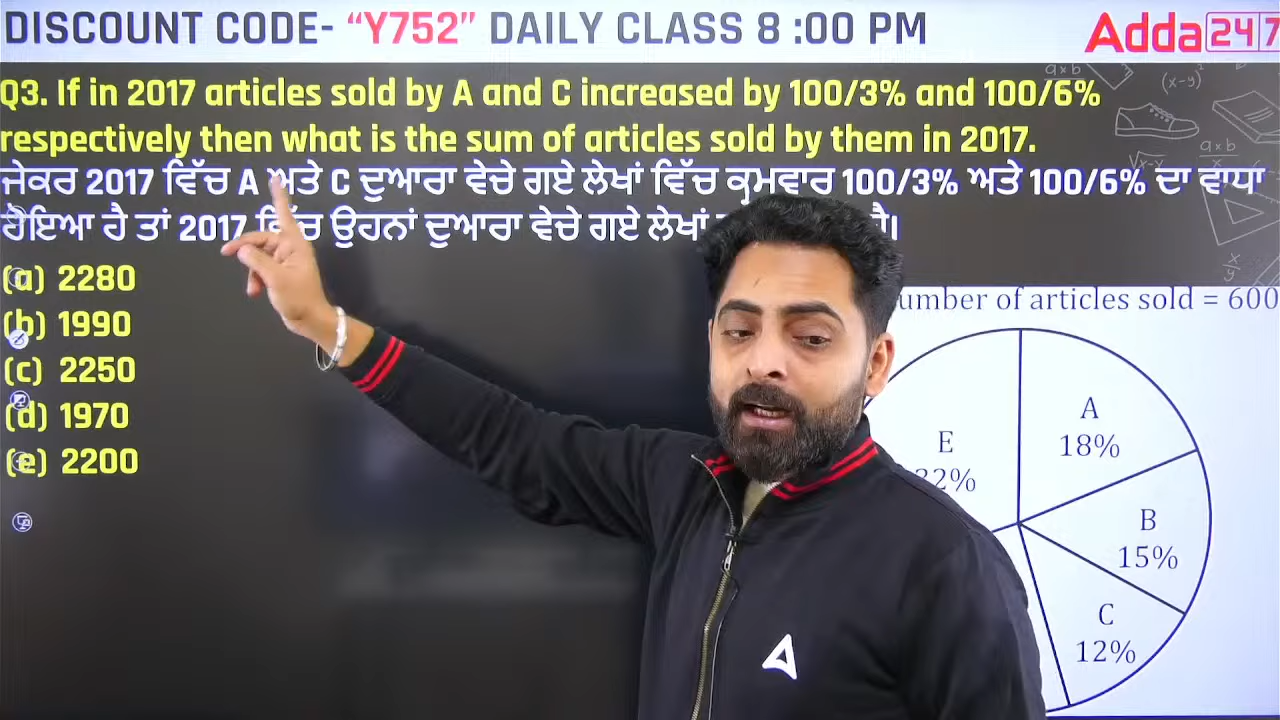 DISCOUNT CODE- “Y752” DAILY CLASS 8 :00 PM
Adda247
Q3. If in 2017 articles sold by A and C increased by 100/3% and 100/6%
respectively then what is the sum of articles sold by them in 2017.
ਜੇਕਰ 2017 ਵਿੱਚ A ਅਤੇ C ਦੁਆਰਾ ਵੇਚੇ ਗਏ ਲੇਖਾਂ ਵਿੱਚ ਕ੍ਰਮਵਾਰ 100/3% ਅਤੇ 100/6% ਦਾ ਵਾਧਾ
ਹੋਇਆ ਹੈ ਤਾਂ 2017 ਵਿੱਚ ਉਹਨਾਂ ਦੁਆਰਾ ਵੇਚੇ ਗਏ ਲੇਖਾਂ ਹੈ।
(a) 2280
(b) 1990
(c) 2250
(d) 1970
(e) 2200
of articles sold = 600
A
18%
E
22%
B
15%
C
12%